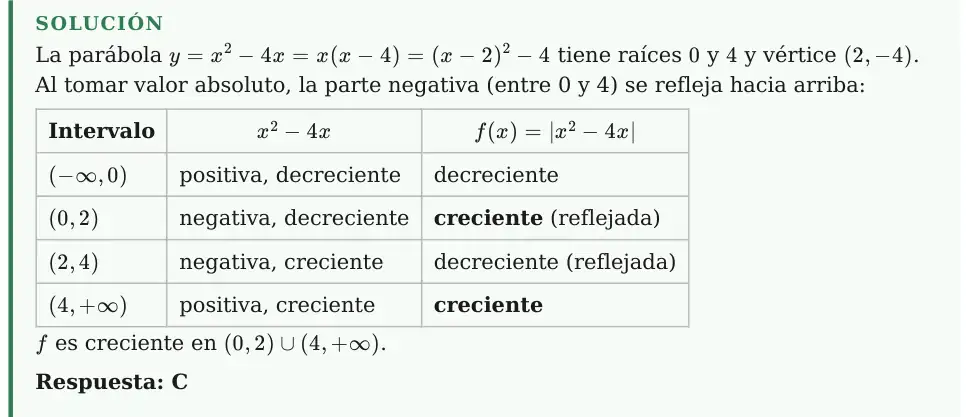 SOLUCIÓN
La parábola y = x² − 4x = x(x − 4) = (x − 2)² − 4 tiene raíces 0 y 4 y vértice (2, −4).
Al tomar valor absoluto, la parte negativa (entre 0 y 4) se refleja hacia arriba:
Intervalo x² − 4x f(x) = |x² − 4x|
(−∞, 0) positiva, decreciente decreciente
(0, 2) negativa, decreciente creciente (reflejada)
(2, 4) negativa, creciente decreciente (reflejada)
(4, +∞) positiva, creciente creciente
f es creciente en (0, 2) ∪ (4, +∞).
Respuesta: C